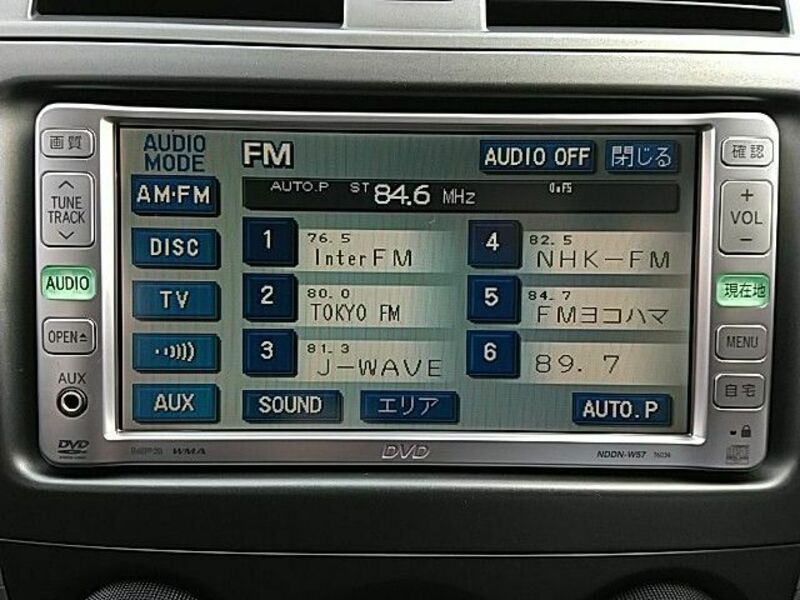 画質
TUNE
TRACK
AUDIO
OPEN
AUX
AUDIO
MODE
AM·FM
DISC
TV
AUX
FM
AUDIO OFF
閉じる
AUTO.P ST 84.6 MHz
1 76.5
InterFM
2 80.0
TOKYO FM
3 81.3
J-WAVE
4 82.5
NHK-FM
5 84.7
FMヨコハマ
6 89.7
SOUND
エリア
AUTO.P
確認
+
VOL
-
現在地
MENU
自宅
DVD
WMA
DVD
NDDN-W57